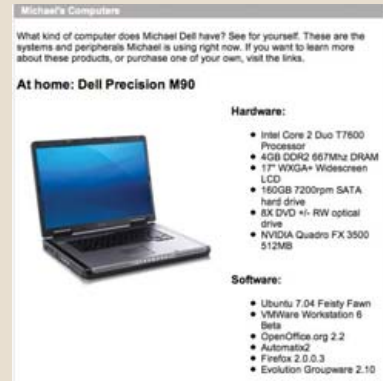 Michael's Computers
What kind of computer does Michael Dell have? See for yourself. These are the
systems and peripherals Michael is using right now. If you want to learn more
about these products, or purchase one of your own, visit the links.
At home: Dell Precision M90
Hardware:
• Intel Core 2 Duo T7600
Processor
• 4GB DDR2 667Mhz DRAM
• 17" WXGA+ Widescreen
LCD
• 160GB 7200rpm SATA
hard drive
• 8X DVD +/- RW optical
drive
• NVIDIA Quadro FX 3500
512MB
Software:
• Ubuntu 7.04 Feisty Fawn
• VMWare Workstation 6
Beta
• OpenOffice.org 2.2
• Automatix2
• Firefox 2.0.0.3
• Evolution Groupware 2.10